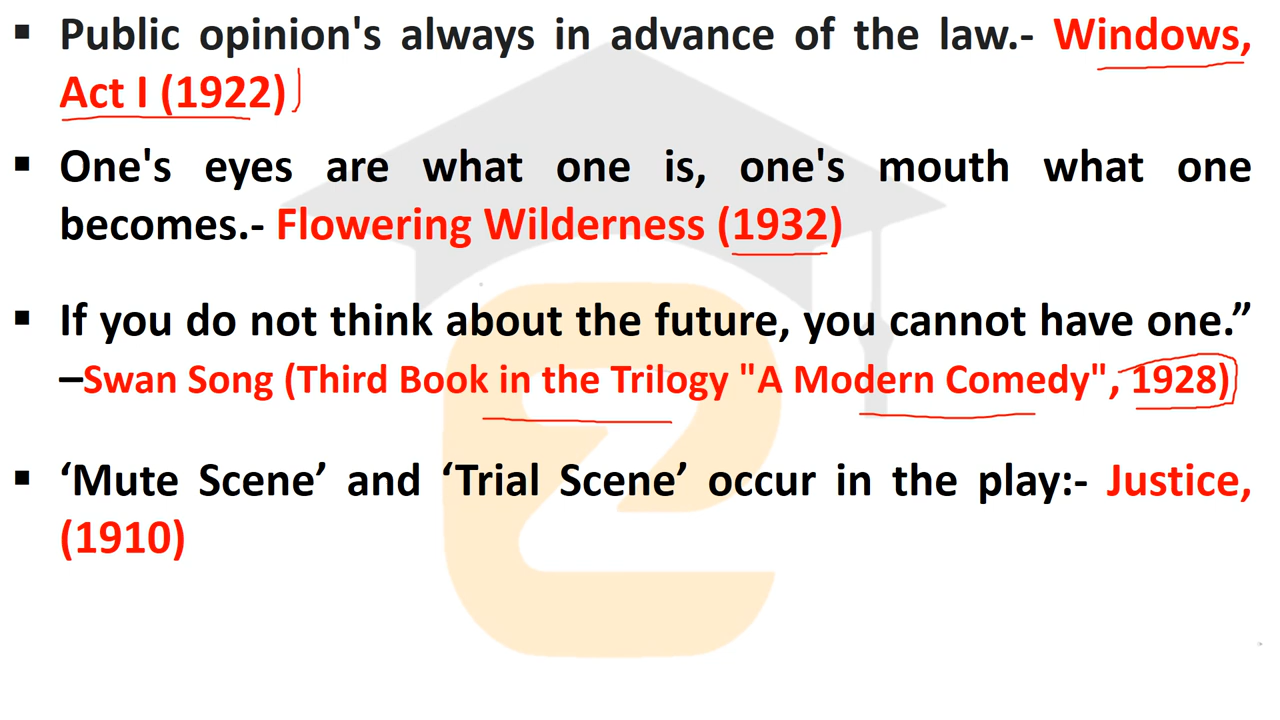 ▪ Public opinion's always in advance of the law.- Windows,
Act I (1922)
▪ One's eyes are what one is, one's mouth what one
becomes.- Flowering Wilderness (1932)
▪ If you do not think about the future, you cannot have one.”
–Swan Song (Third Book in the Trilogy "A Modern Comedy", 1928)
▪ ‘Mute Scene’ and ‘Trial Scene’ occur in the play:- Justice,
(1910)